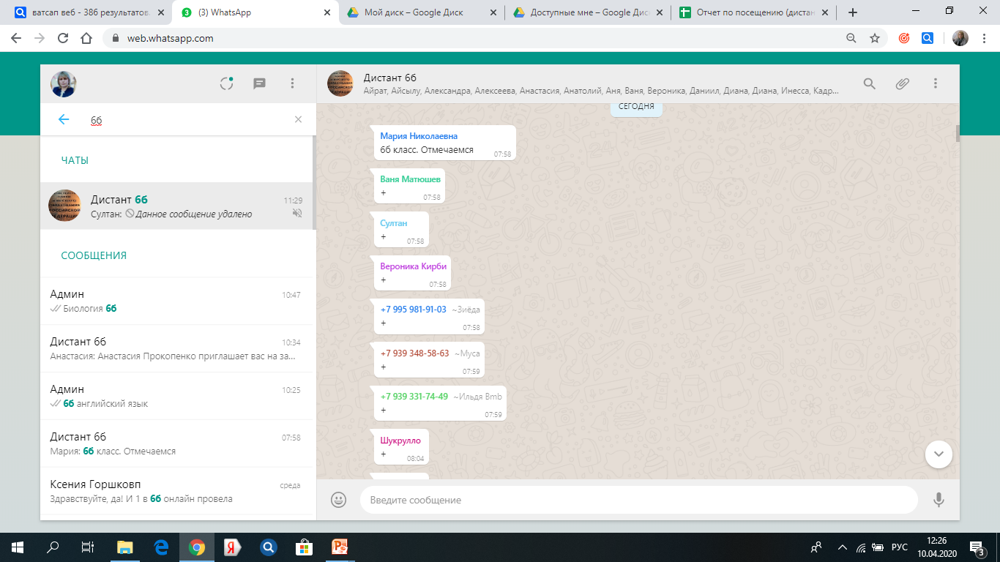 ватсап веб - 386 результатов
(3) WhatsApp
Мой диск – Google Диск
Доступные мне – Google Дис
Отчет по посещению (дистан
web.whatsapp.com
Дистант 6б
Айрат, Айсылу, Александра, Алексеева, Анастасия, Анатолий, Аня, Ваня, Вероника, Даниил, Диана, Диана, Инесса, Кадр...
6б
ЧАТЫ
Дистант 6б
11:29
Султан: Данное сообщение удалено
СООБЩЕНИЯ
Админ
10:47
Биология 6б
Дистант 6б
10:34
Анастасия: Анастасия Прокопенко приглашает вас на за...
Админ
10:25
6б английский язык
Дистант 6б
07:58
Мария: 6б класс. Отмечаемся
Ксения Горшковп
среда
Здравствуйте, да! И 1 в 6б онлайн провела
СЕГОДНЯ
Мария Николаевна
6б класс. Отмечаемся
07:58
Ваня Матюшев
+
07:58
Султан
+
07:58
Вероника Кирби
+
07:58
+7 995 981-91-03 ~Зиёда
+
07:58
+7 939 348-58-63 ~Муса
+
07:59
+7 939 331-74-49 ~Ильдя Bmb
+
07:59
Шукрулло
+
08:04
Введите сообщение
РУС
12:26
10.04.2020
3